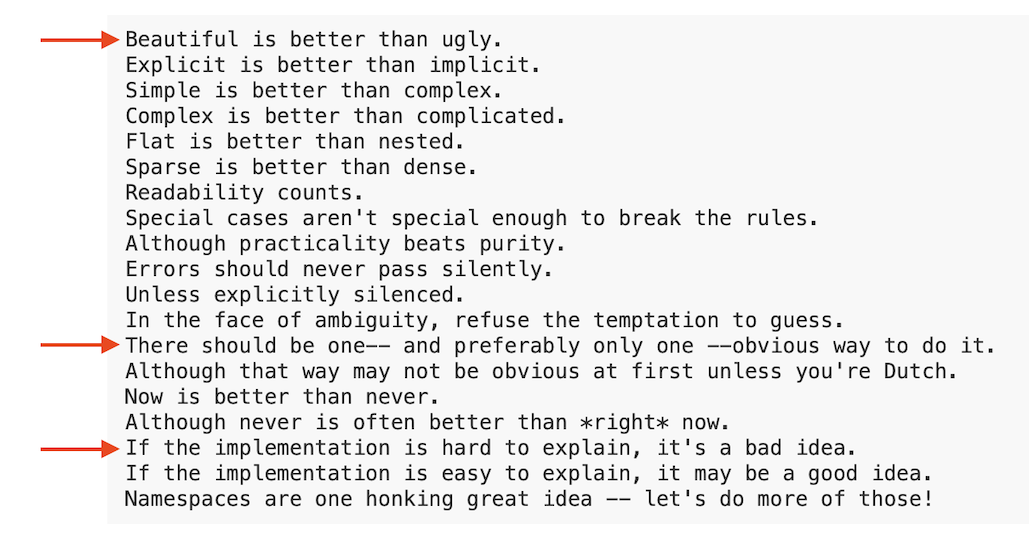 Beautiful is better than ugly.
Explicit is better than implicit.
Simple is better than complex.
Complex is better than complicated.
Flat is better than nested.
Sparse is better than dense.
Readability counts.
Special cases aren't special enough to break the rules.
Although practicality beats purity.
Errors should never pass silently.
Unless explicitly silenced.
In the face of ambiguity, refuse the temptation to guess.
There should be one-- and preferably only one --obvious way to do it.
Although that way may not be obvious at first unless you're Dutch.
Now is better than never.
Although never is often better than *right* now.
If the implementation is hard to explain, it's a bad idea.
If the implementation is easy to explain, it may be a good idea.
Namespaces are one honking great idea -- let's do more of those!